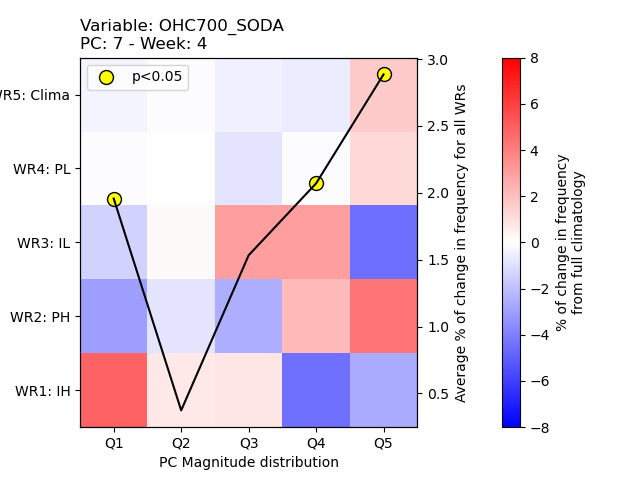 Variable: OHC700_SODA
PC: 7 - Week: 4
p<0.05
WR5: Clima
WR4: PL
WR3: IL
WR2: PH
WR1: IH
Q1 Q2 Q3 Q4 Q5
PC Magnitude distribution
3.0
2.5
2.0
1.5
1.0
0.5
Average % of change in frequency for all WRs
8
6
4
2
0
−2
−4
−6
−8
% of change in frequency
from full climatology